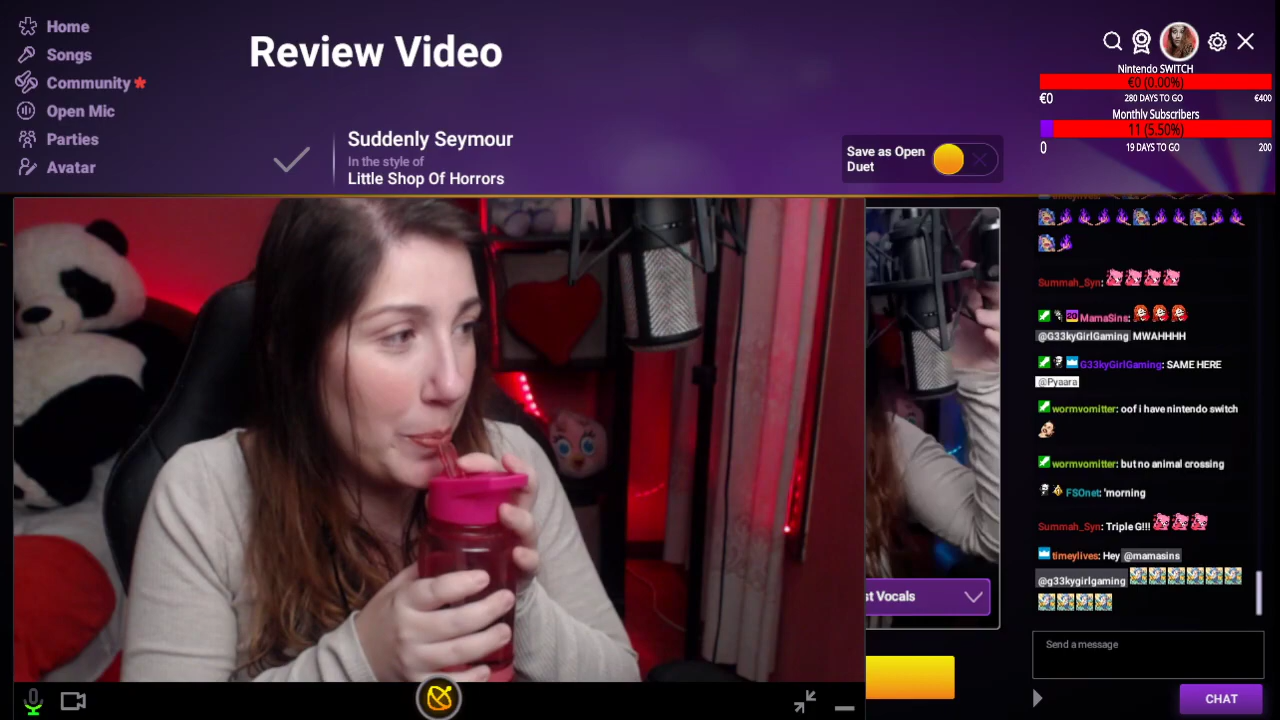 Home
Songs
Community *
Open Mic
Parties
Avatar
Review Video
Suddenly Seymour
In the style of
Little Shop Of Horrors
Save as Open
Duet
Nintendo SWITCH
€0 (0.00%)
€0 280 DAYS TO GO €400
Monthly Subscribers
11 (5.50%)
0 19 DAYS TO GO 200
Summah_Syn:
20 MamaSins:
@G33kyGirlGaming MWAHHHH
G33kyGirlGaming: SAME HERE
@Pyaara
wormvomitter: oof i have nintendo switch
wormvomitter: but no animal crossing
FSOnet: 'morning
Summah_Syn: Triple G!!!
timeylives: Hey @mamasins
@g33kygirlgaming
st Vocals
Send a message
CHAT